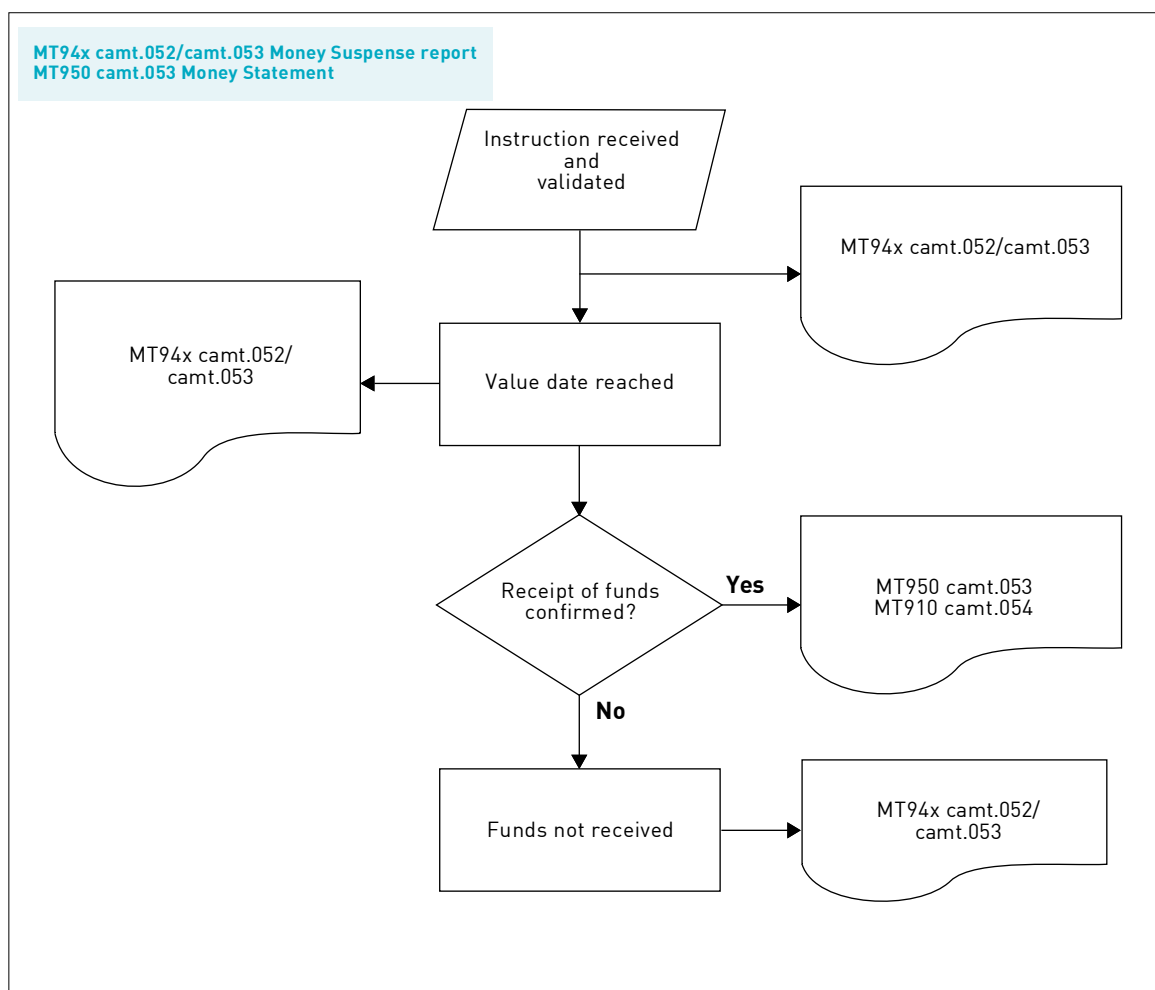 MT94x camt.052/camt.053 Money Suspense report
MT950 camt.053 Money Statement
Instruction received
and
validated
MT94x camt.052/camt.053
MT94x camt.052/
camt.053
Value date reached
Receipt of funds
confirmed?
Yes
MT950 camt.053
MT910 camt.054
No
Funds not received
MT94x camt.052/
camt.053